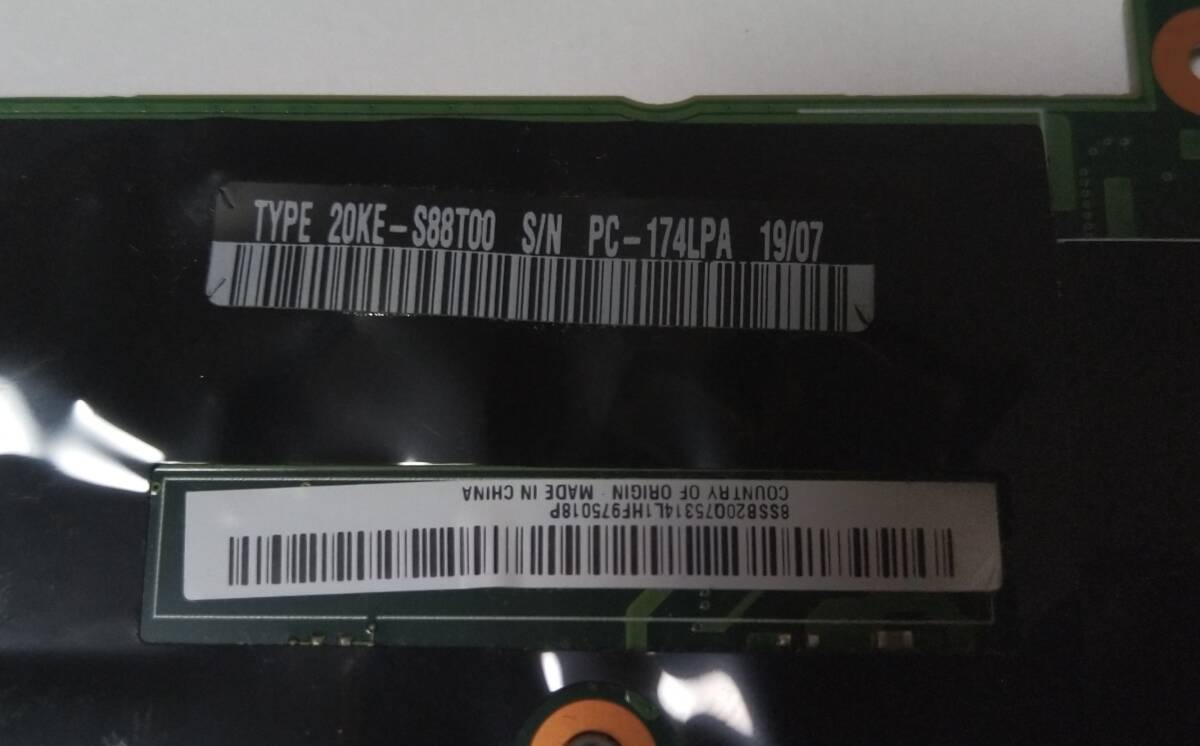 TYPE 20KE-S88T00 S/N PC-174LPA 19/07
8SSB20Q75314L1HF975018P
COUNTRY OF ORIGIN · MADE IN CHINA